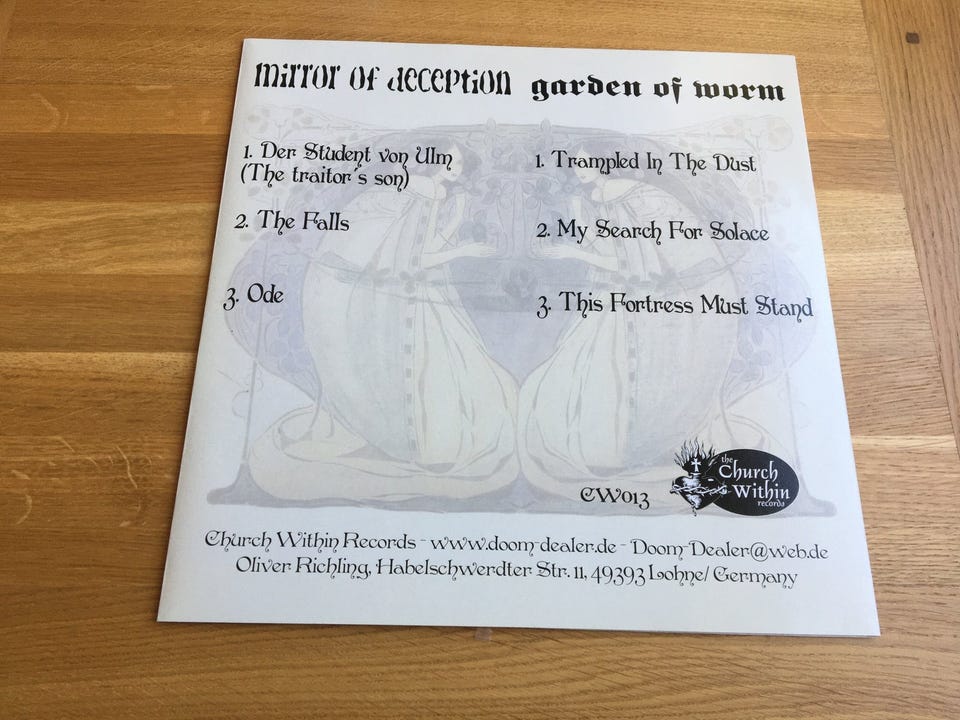 mirror of deception
garden of worm
1. Der Student von Ulm
(The traitor´s son)
2. The Falls
3. Ode
1. Trampled In The Dust
2. My Search For Solace
3. This Fortress Must Stand
CW013
the
Church
Within
records
Church Within Records - www.doom-dealer.de - Doom-Dealer@web.de
Oliver Richling, Habelschwerdter Str. 11, 49393 Lohne/ Germany